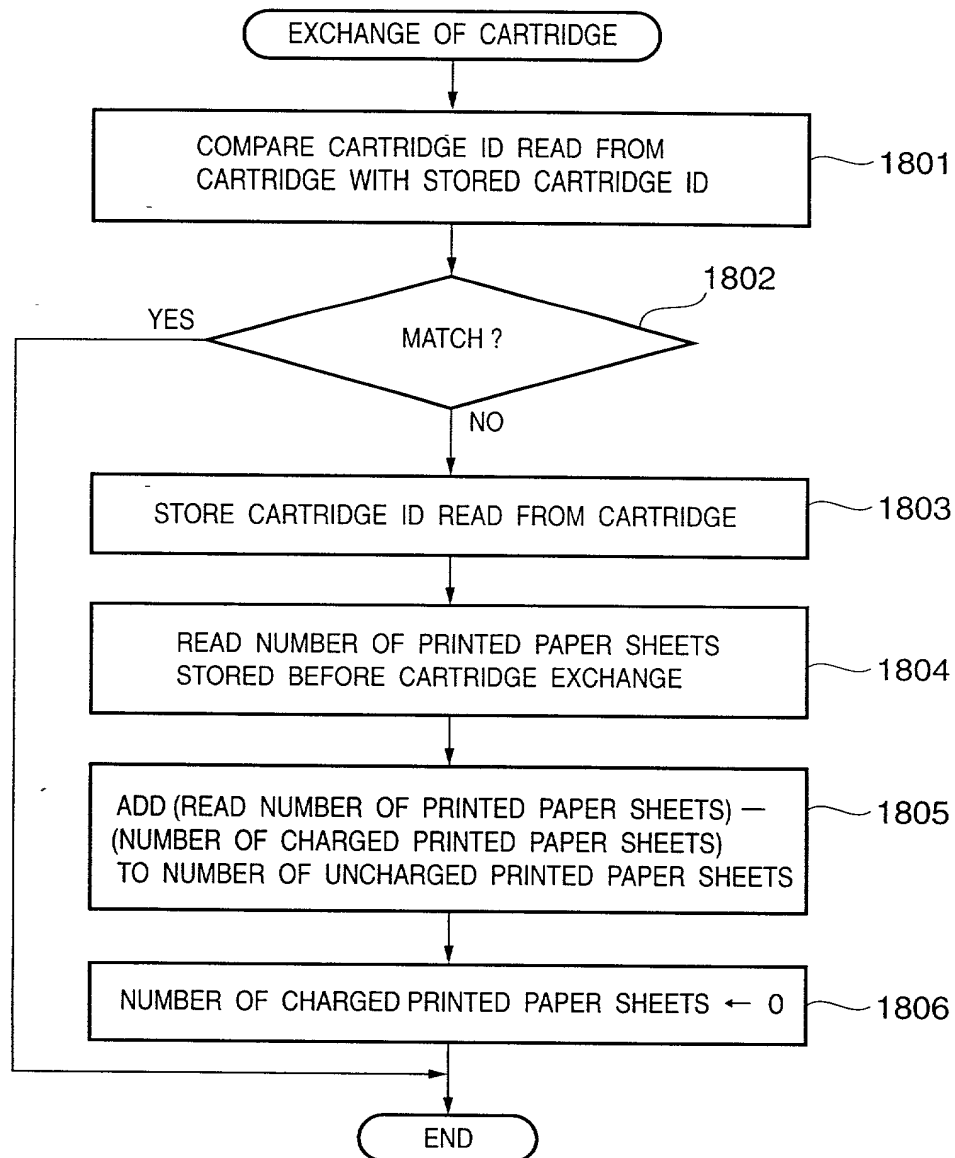 EXCHANGE OF CARTRIDGE
COMPARE CARTRIDGE ID READ FROM
CARTRIDGE WITH STORED CARTRIDGE ID
1801
1802
YES
MATCH ?
NO
STORE CARTRIDGE ID READ FROM CARTRIDGE
1803
READ NUMBER OF PRINTED PAPER SHEETS
STORED BEFORE CARTRIDGE EXCHANGE
1804
ADD (READ NUMBER OF PRINTED PAPER SHEETS) —
(NUMBER OF CHARGED PRINTED PAPER SHEETS)
TO NUMBER OF UNCHARGED PRINTED PAPER SHEETS
1805
NUMBER OF CHARGED PRINTED PAPER SHEETS ← 0
1806
END